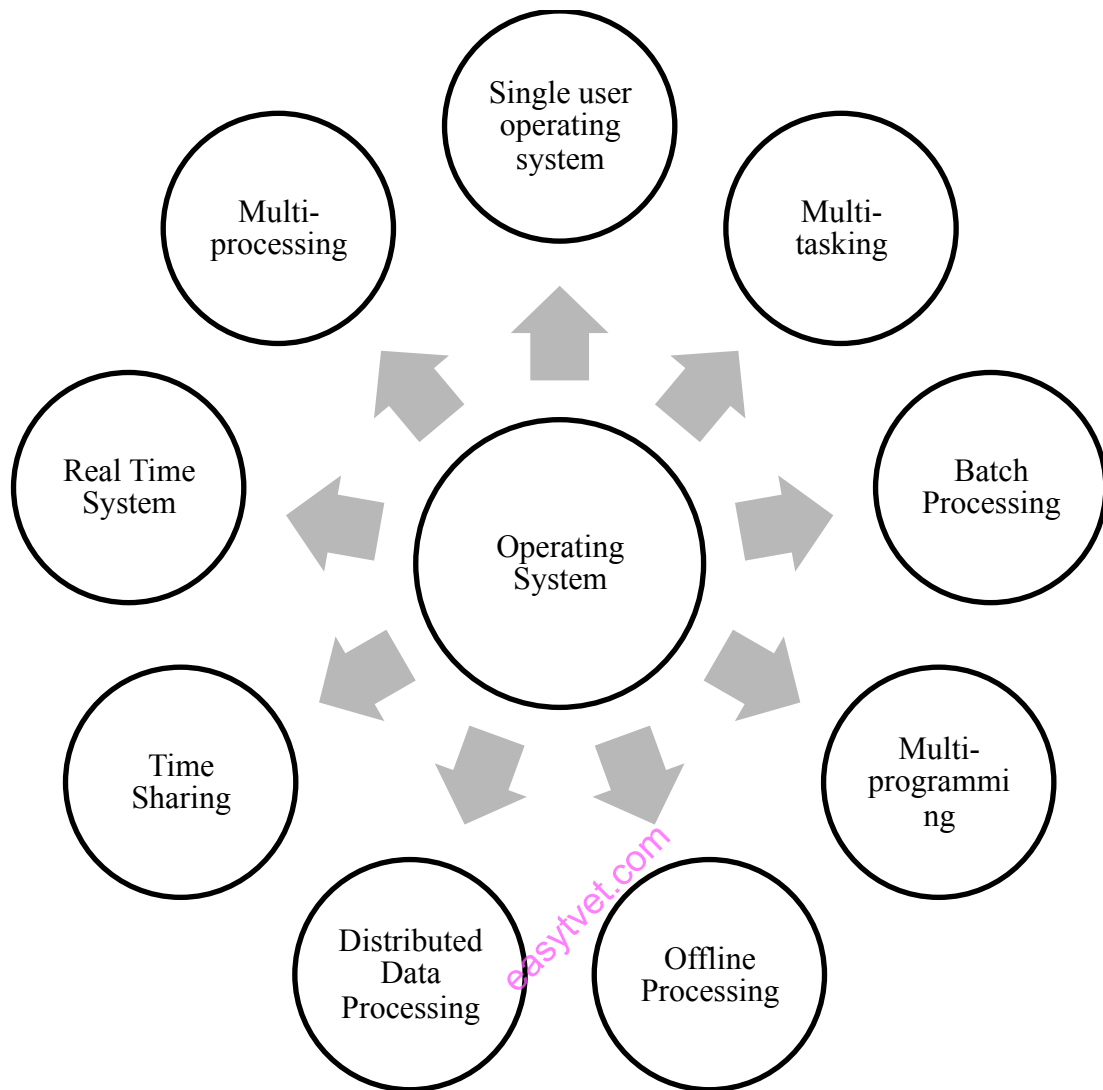 Single user
operating
system
Multi-
tasking
Batch
Processing
Multi-
programmi
ng
Offline
Processing
Distributed
Data
Processing
Time
Sharing
Real Time
System
Multi-
processing
Operating
System
easytvet.com